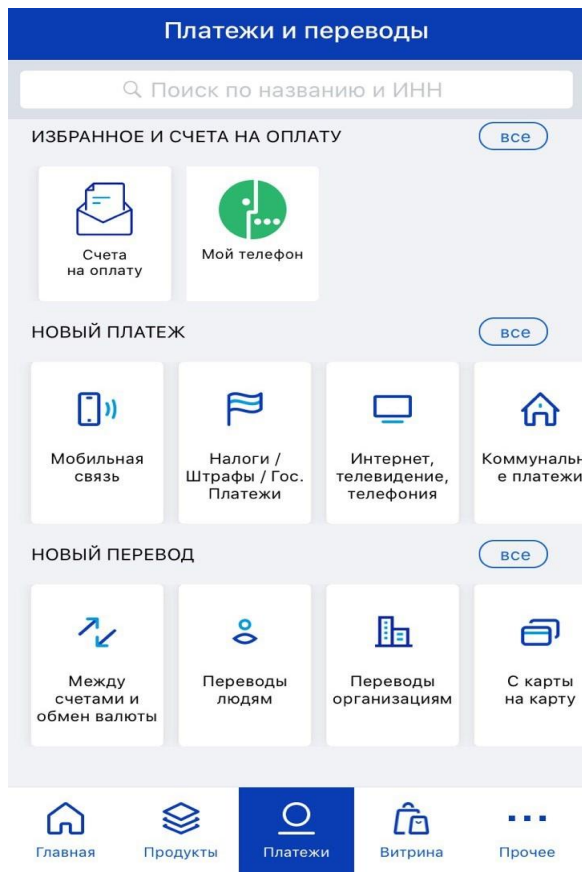 Платежи и переводы
Поиск по названию и ИНН
ИЗБРАННОЕ И СЧЕТА НА ОПЛАТУ
все
Счета
на оплату
Мой телефон
НОВЫЙ ПЛАТЕЖ
все
Мобильная
связь
Налоги /
Штрафы / Гос.
Платежи
Интернет,
телевидение,
телефония
Коммунальн
е платежи
НОВЫЙ ПЕРЕВОД
все
Между
счетами и
обмен валюты
Переводы
людям
Переводы
организациям
С карты
на карту
Главная
Продукты
Платежи
Витрина
Прочее